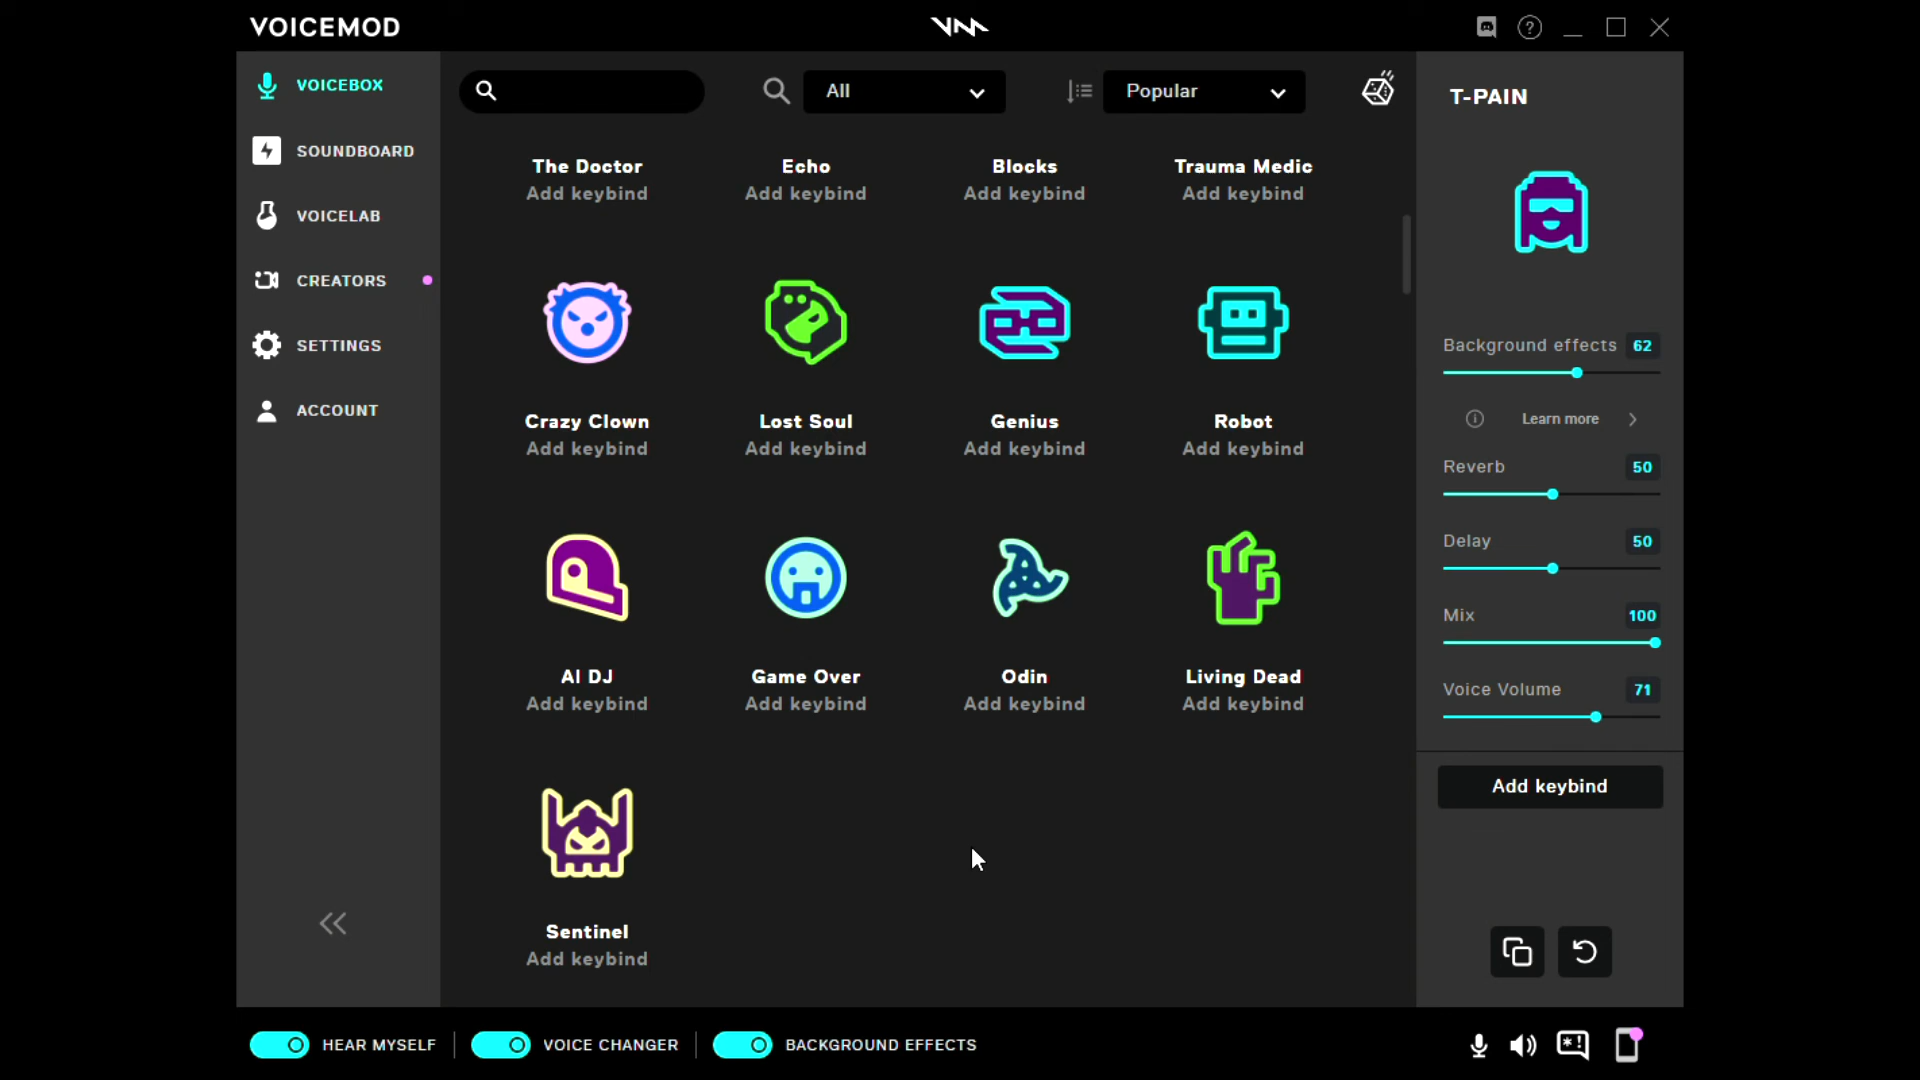 VOICEMOD
VOICEBOX
SOUNDBOARD
VOICELAB
CREATORS
SETTINGS
ACCOUNT
All
Popular
The Doctor
Add keybind
Echo
Add keybind
Blocks
Add keybind
Trauma Medic
Add keybind
Crazy Clown
Add keybind
Lost Soul
Add keybind
Genius
Add keybind
Robot
Add keybind
AI DJ
Add keybind
Game Over
Add keybind
Odin
Add keybind
Living Dead
Add keybind
Sentinel
Add keybind
T-PAIN
Background effects 62
Learn more
Reverb 50
Delay 50
Mix 100
Voice Volume 71
Add keybind
HEAR MYSELF
VOICE CHANGER
BACKGROUND EFFECTS